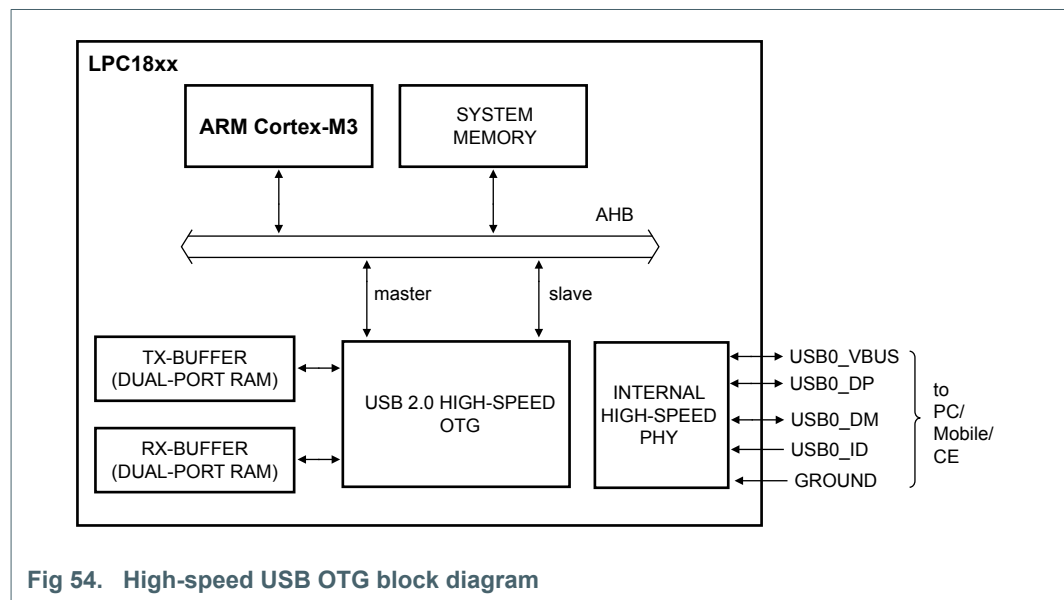 LPC18xx
ARM Cortex-M3
SYSTEM
MEMORY
AHB
master
slave
TX-BUFFER
(DUAL-PORT RAM)
RX-BUFFER
(DUAL-PORT RAM)
USB 2.0 HIGH-SPEED
OTG
INTERNAL
HIGH-SPEED
PHY
USB0_VBUS
USB0_DP
USB0_DM
USB0_ID
GROUND
to
PC/
Mobile/
CE
Fig 54. High-speed USB OTG block diagram